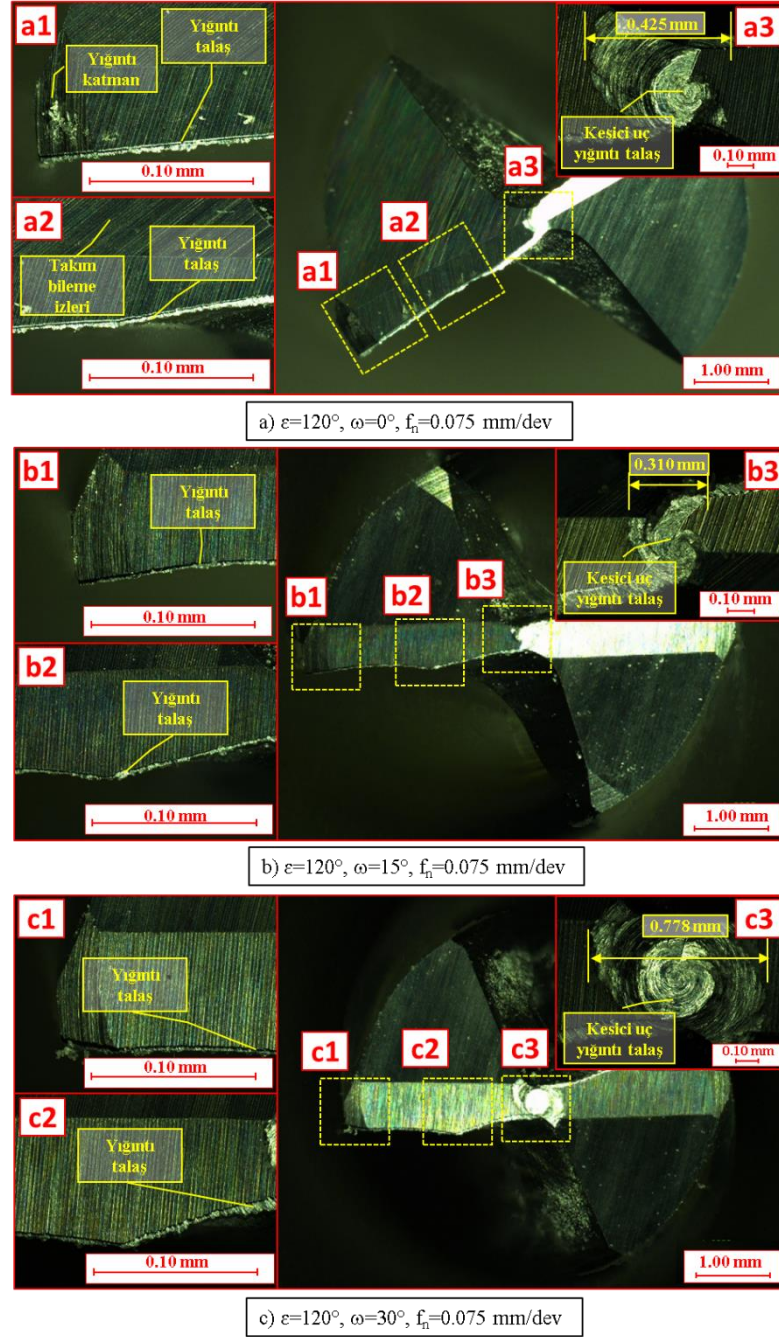 a1
Yığıntı
katman
Yığıntı
talaş
0.10 mm
a2
Takım
bileme
izleri
Yığıntı
talaş
0.10 mm
a1
a2
a3
1.00 mm
0.425 mm
a3
Kesici uç
yığıntı talaş
0.10 mm
a) ε=120°, ω=0°, fn=0.075 mm/dev
b1
Yığıntı
talaş
0.10 mm
b2
Yığıntı
talaş
0.10 mm
b1
b2
b3
1.00 mm
0.310 mm
b3
Kesici uç
yığıntı talaş
0.10 mm
b) ε=120°, ω=15°, fn=0.075 mm/dev
c1
Yığıntı
talaş
0.10 mm
c2
Yığıntı
talaş
0.10 mm
c1
c2
c3
1.00 mm
0.778 mm
c3
Kesici uç
yığıntı talaş
0.10 mm
c) ε=120°, ω=30°, fn=0.075 mm/dev